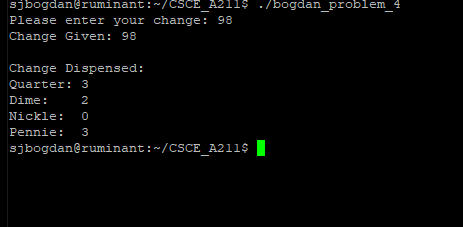 sjbogdan@ruminant:~/CSCE_A211$ ./bogdan_problem_4
Please enter your change: 98
Change Given: 98
Change Dispensed:
Quarter: 3
Dime:    2
Nickle:  0
Pennie:  3
sjbogdan@ruminant:~/CSCE_A211$